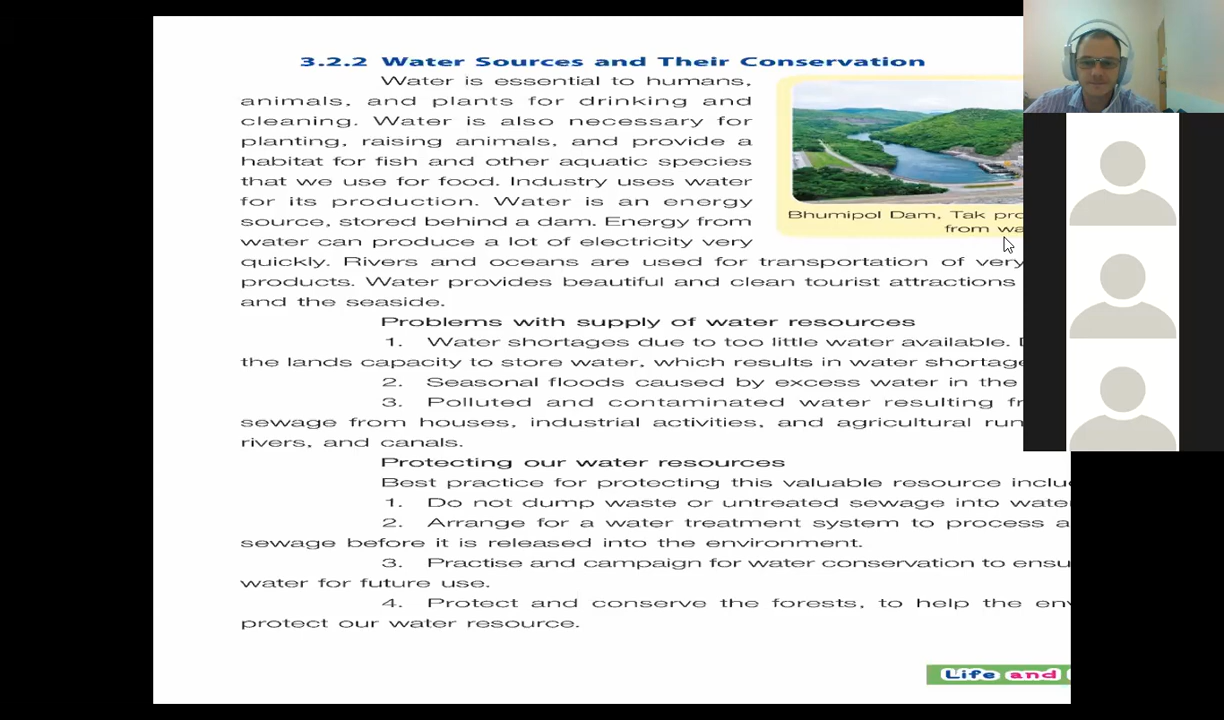 3.2.2 Water Sources and Their Conservation
Water is essential to humans,
animals, and plants for drinking and
cleaning. Water is also necessary for
planting, raising animals, and provide a
habitat for fish and other aquatic species
that we use for food. Industry uses water
for its production. Water is an energy
source, stored behind a dam. Energy from
water can produce a lot of electricity very
quickly. Rivers and oceans are used for transportation of very
products. Water provides beautiful and clean tourist attractions
and the seaside.
Bhumipol Dam, Tak
from
Problems with supply of water resources
1. Water shortages due to too little water available.
the lands capacity to store water, which results in water
2. Seasonal floods caused by excess water in the
3. Polluted and contaminated water resulting
sewage from houses, industrial activities, and agricultural
rivers, and canals.
Protecting our water resources
Best practice for protecting this valuable resource
1. Do not dump waste or untreated sewage into
2. Arrange for a water treatment system to process
sewage before it is released into the environment.
3. Practise and campaign for water conservation to
water for future use.
4. Protect and conserve the forests, to help the
protect our water resource.
Life and